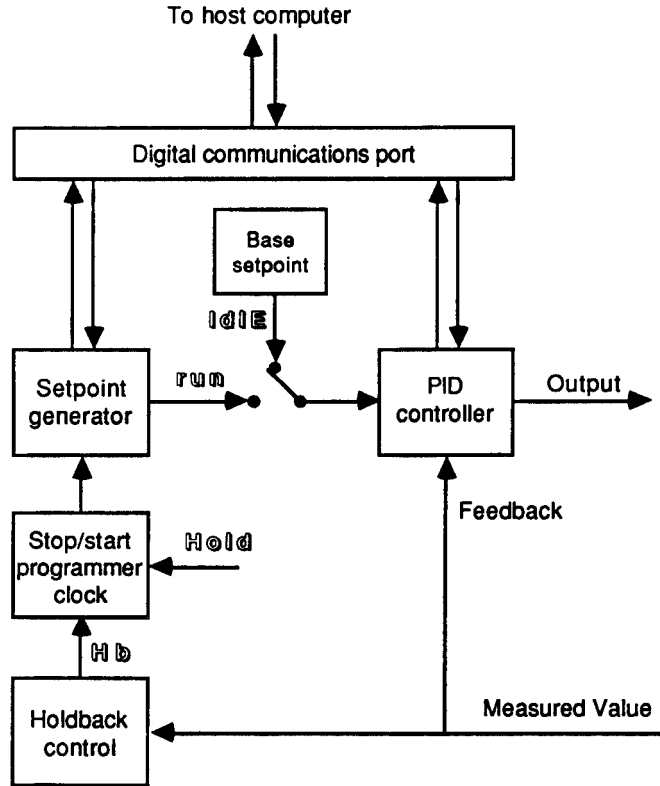 To host computer
Digital communications port
Base
setpoint
IdlE
Setpoint
generator
run
PID
controller
Output
Feedback
Stop/start
programmer
clock
Hold
Hb
Holdback
control
Measured Value